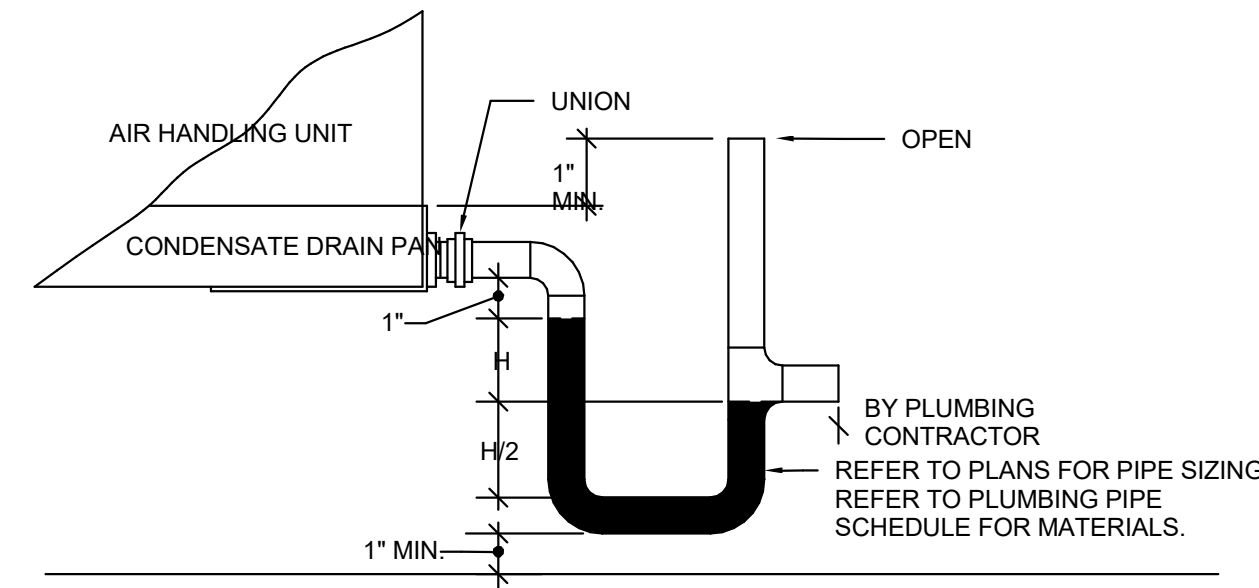 UNION
AIR HANDLING UNIT
OPEN
1"
MIN.
CONDENSATE DRAIN PAN
1"
H
BY PLUMBING
CONTRACTOR
H/2
REFER TO PLANS FOR PIPE SIZING
REFER TO PLUMBING PIPE
SCHEDULE FOR MATERIALS.
1" MIN.